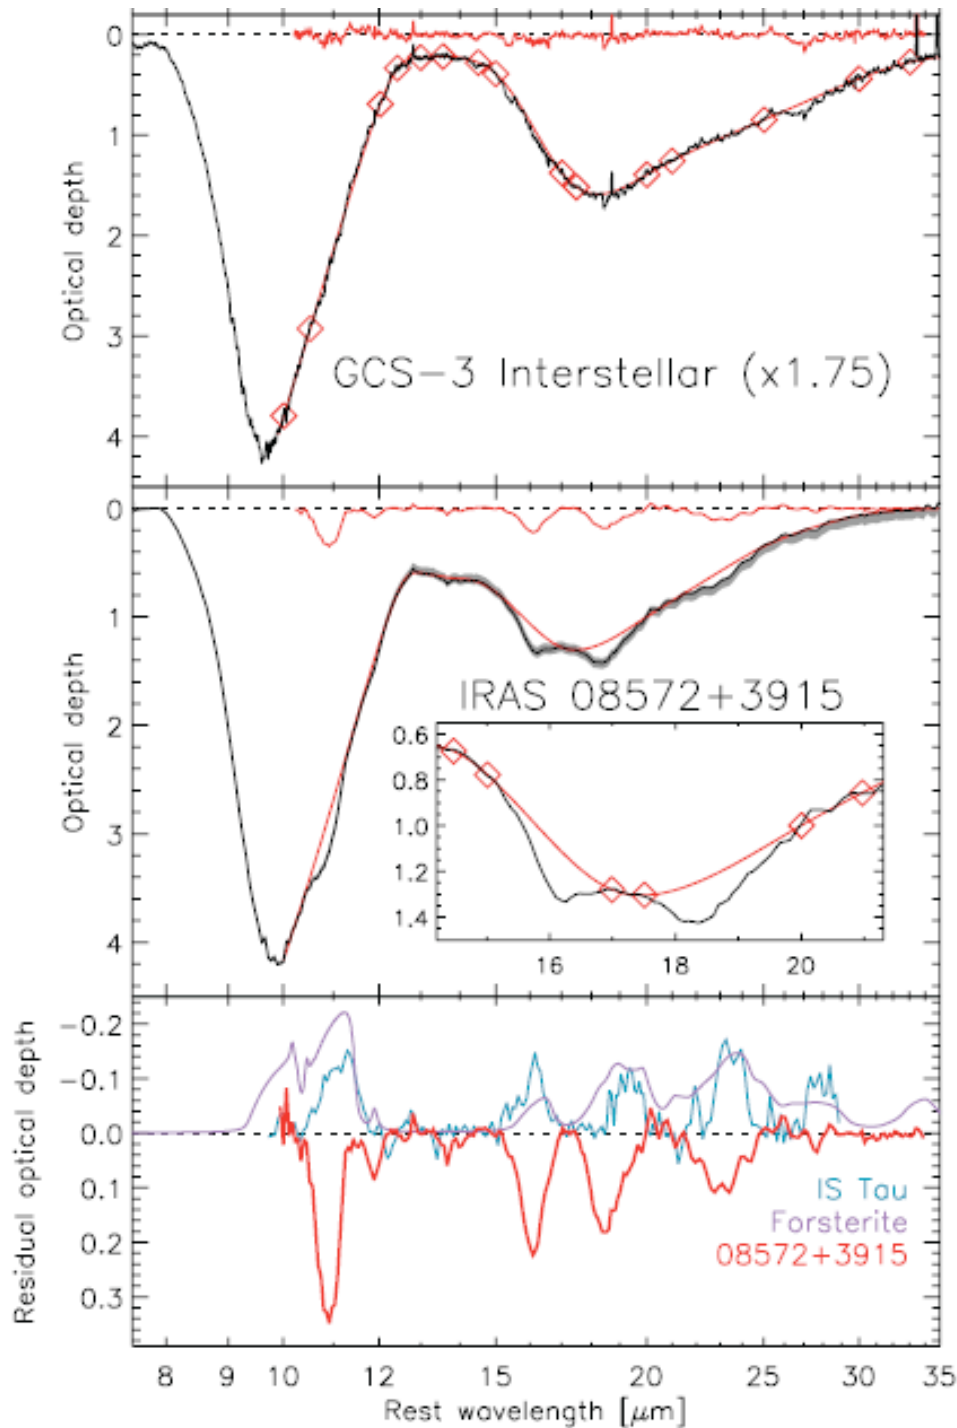 0
1
2
3
4
Optical depth
GCS-3 Interstellar (x1.75)
0
1
2
3
4
Optical depth
IRAS 08572+3915
0.6
0.8
1.0
1.2
1.4
16 18 20
-0.2
-0.1
0.0
0.1
0.2
0.3
Residual optical depth
IS Tau
Forsterite
08572+3915
8 9 10 12 15 20 25 30 35
Rest wavelength [μm]